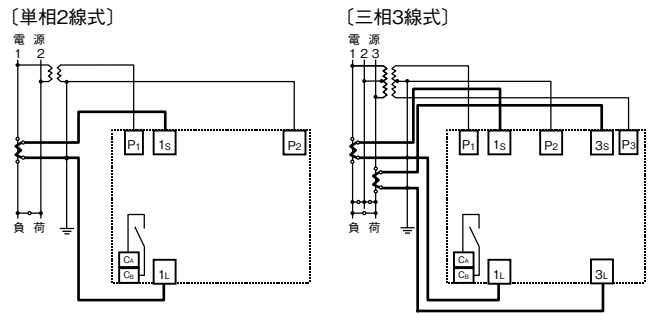 〔単相2線式〕
電 源
1 2
P1 1S P2
CA
CB
1L
負 荷
〔三相3線式〕
電 源
1 2 3
P1 1S P2 3S P3
CA
CB
1L 3L
負 荷